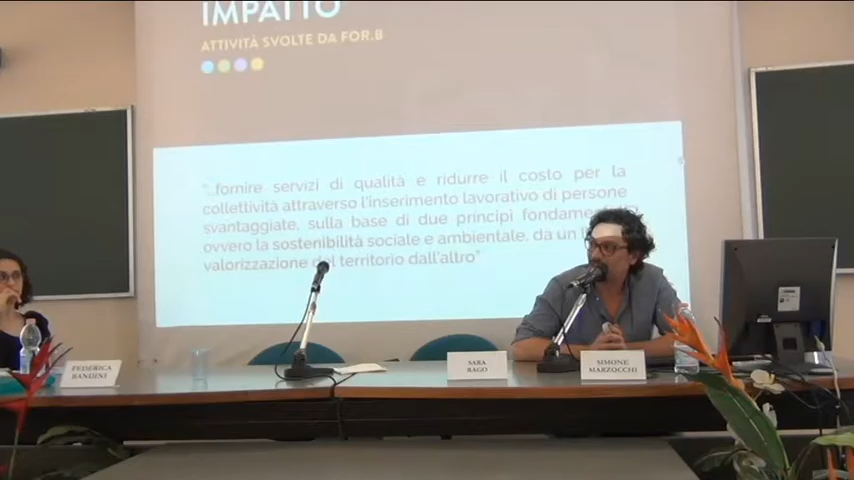 IMPATTO
ATTIVITÀ SVOLTE DA FOR.B
"...fornire servizi di qualità e ridurre il costo per la
collettività attraverso l'inserimento lavorativo di persone
svantaggiate, sulla base di due principi
ovvero la sostenibilità sociale e ambientale, da un
valorizzazione del territorio dall'altro"
FEDERICA
BANDINI
SARA
RAGO
SIMONE
MARZOCCHI